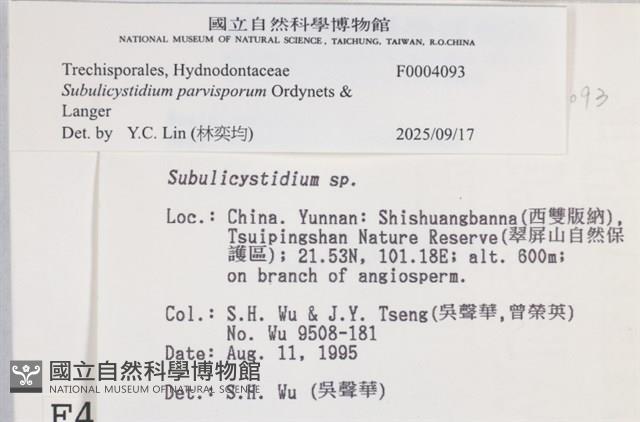 國立自然科學博物館
NATIONAL MUSEUM OF NATURAL SCIENCE, TAICHUNG, TAIWAN, R.O.CHINA
Trechisporales, Hydnodontaceae F0004093
Subulicystidium parvisporum Ordynets &
Langer
Det. by Y.C. Lin (林奕均) 2025/09/17
093
Subulicystidium sp.
Loc.: China. Yunnan: Shishuangbanna(西雙版納),
Tsuipingshan Nature Reserve(翠屏山自然保
護區); 21.53N, 101.18E; alt. 600m;
on branch of angiosperm.
Col.: S.H. Wu & J.Y. Tseng(吳聲華,曾榮英)
No. Wu 9508-181
Date: Aug. 11, 1995
國立自然科學博物館
NATIONAL MUSEUM OF NATURAL SCIENCE
Det.: S.H. Wu (吳聲華)
F4